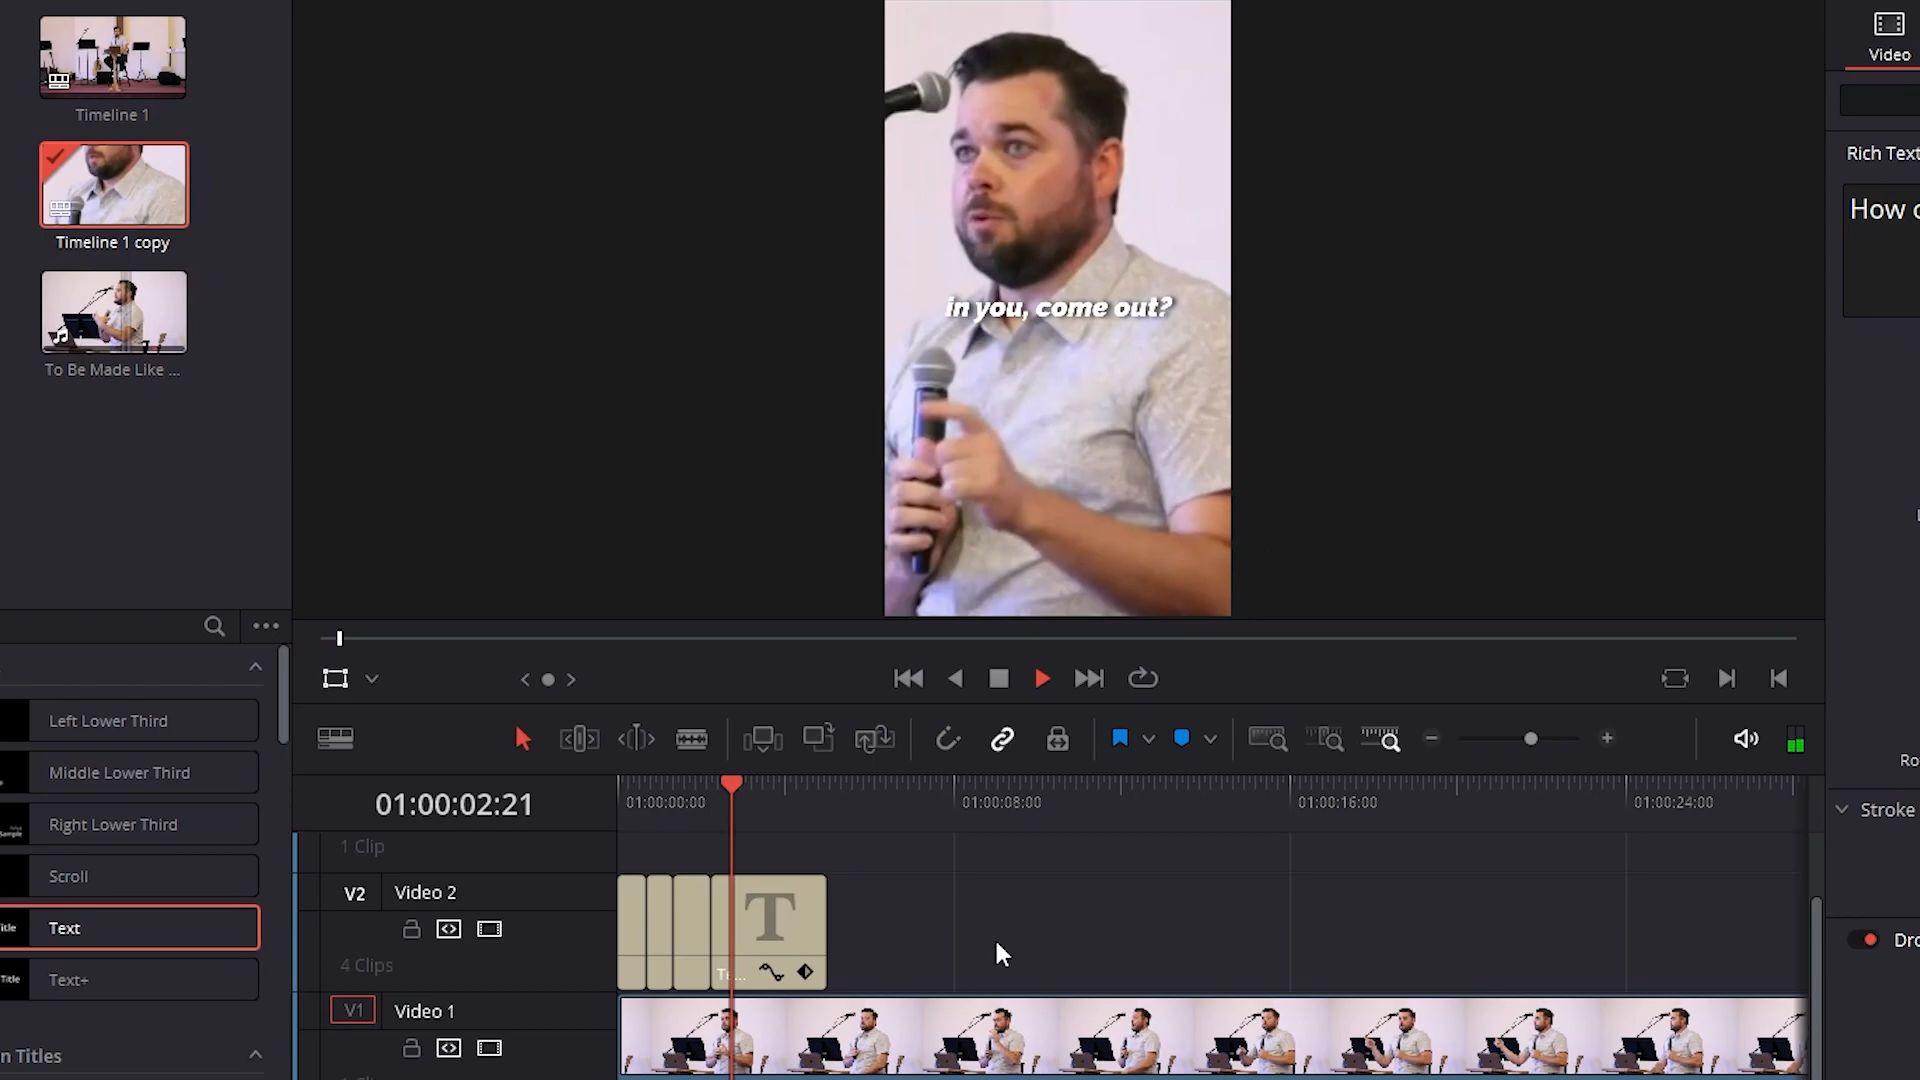 Timeline 1
Timeline 1 copy
To Be Made Like ...
in you, come out?
Video
Rich Text
How
Left Lower Third
Middle Lower Third
Right Lower Third
Scroll
Text
Text+
Titles
01:00:02:21
01:00:00:00
01:00:08:00
01:00:16:00
01:00:24:00
1 Clip
V2
Video 2
4 Clips
T
V1
Video 1
Stroke